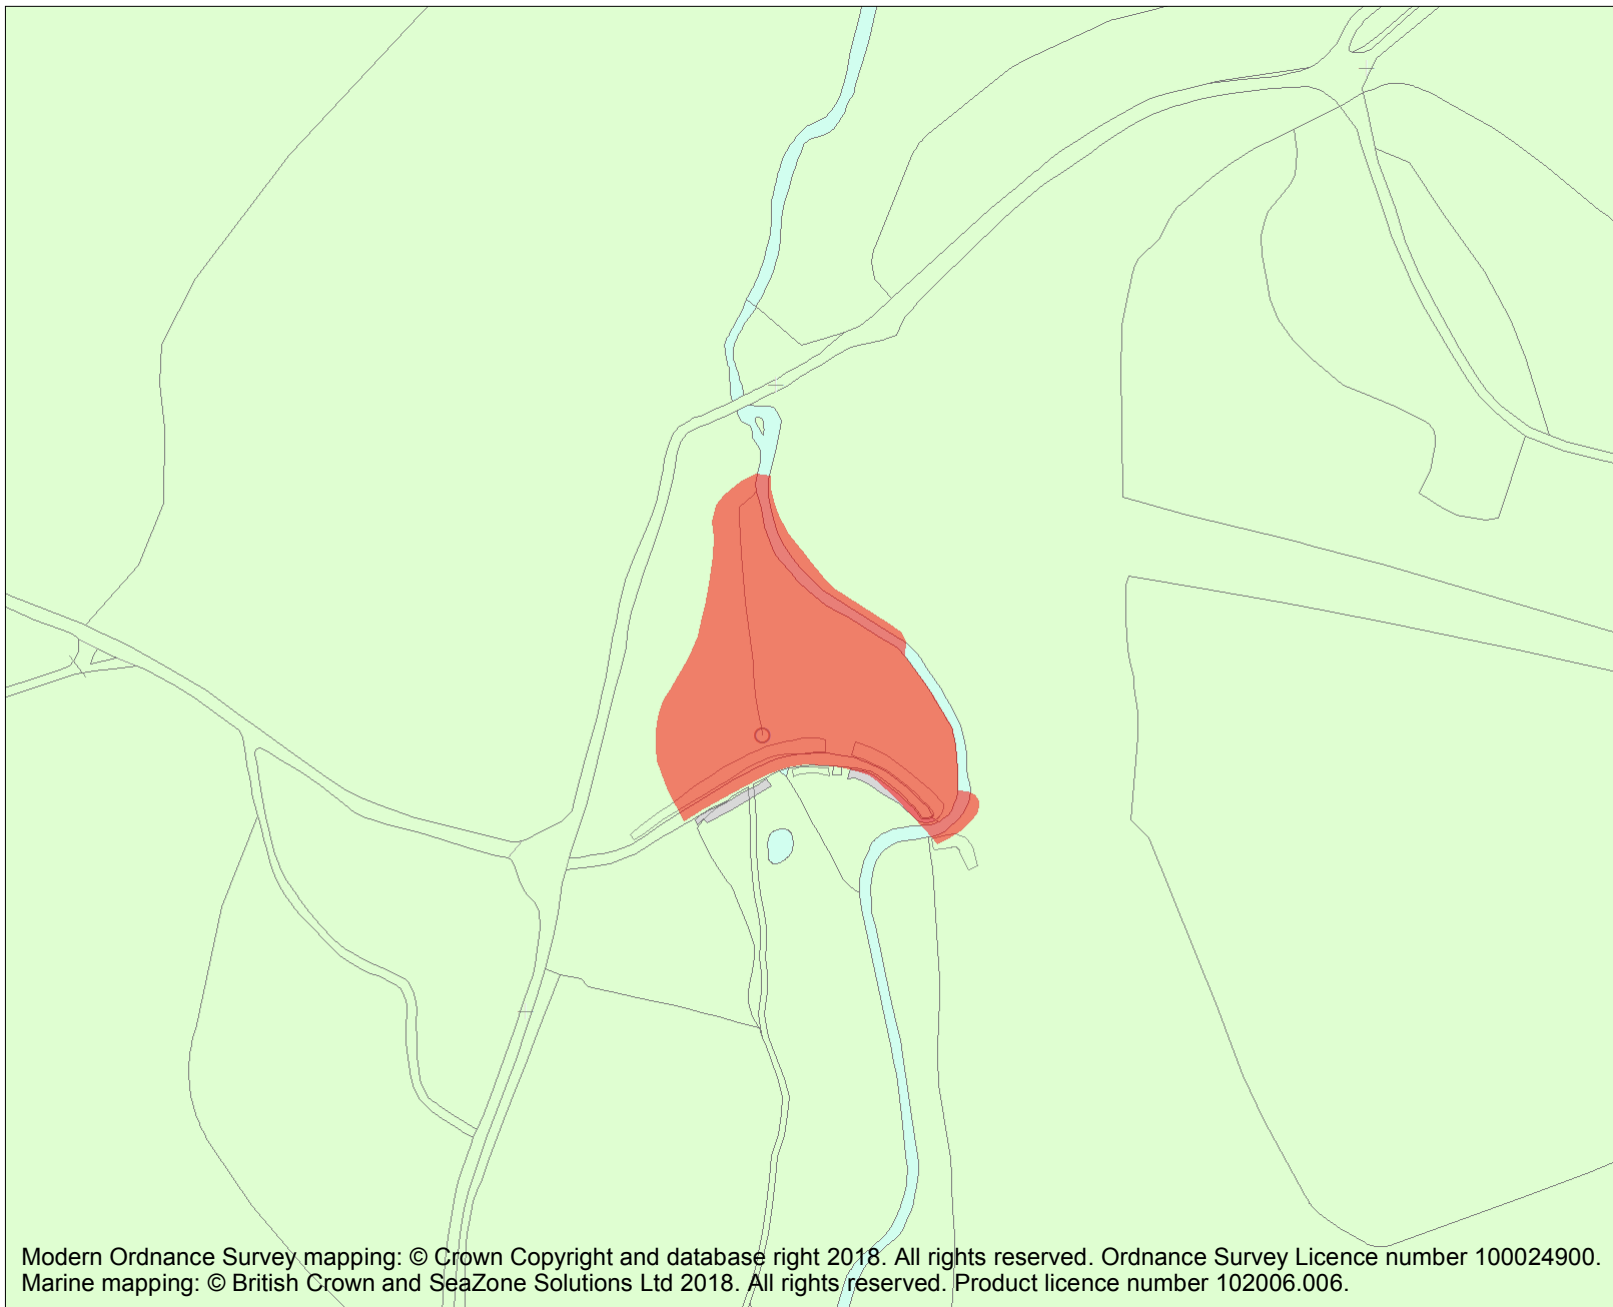 Modern Ordnance Survey mapping: © Crown Copyright and database right 2018. All rights reserved. Ordnance Survey Licence number 100024900.
Marine mapping: © British Crown and SeaZone Solutions Ltd 2018. All rights reserved. Product licence number 102006.006.